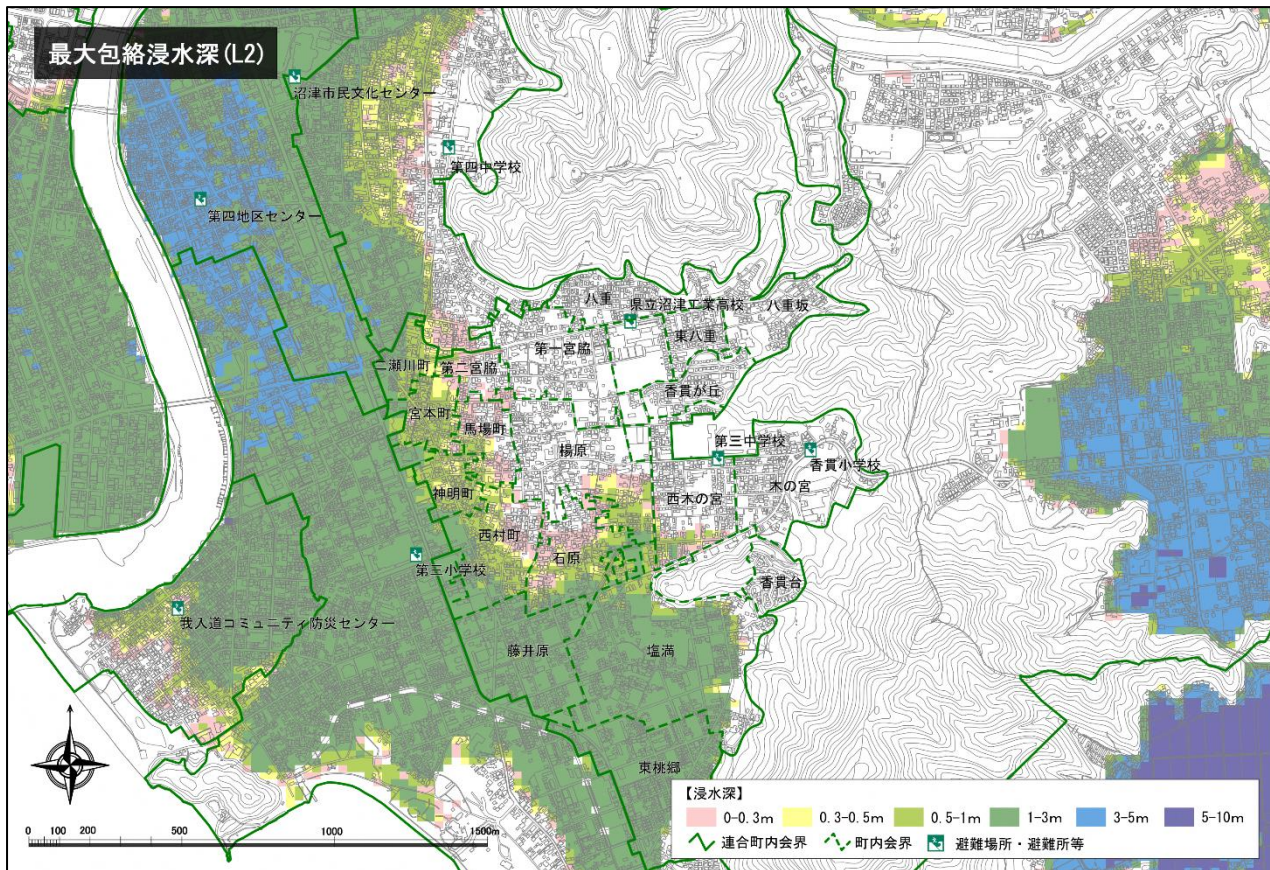 最大包絡浸水深(L2)
沼津市民文化センター
第四中学校
第四地区センター
八重
県立沼津工業高校
八重坂
第一宮脇
東八重
二瀬川町
第二宮脇
香貫が丘
宮本町
馬場町
第三中学校
楊原
香貫小学校
西木の宮
木の宮
神明町
西村町
石原
第三小学校
香貫台
我入道コミュニティ防災センター
藤井原
塩満
東桃郷
【浸水深】
0-0.3m 0.3-0.5m 0.5-1m 1-3m 3-5m 5-10m
連合町内会界 町内会界 避難場所・避難所等
0 100 200 500 1000 1500m